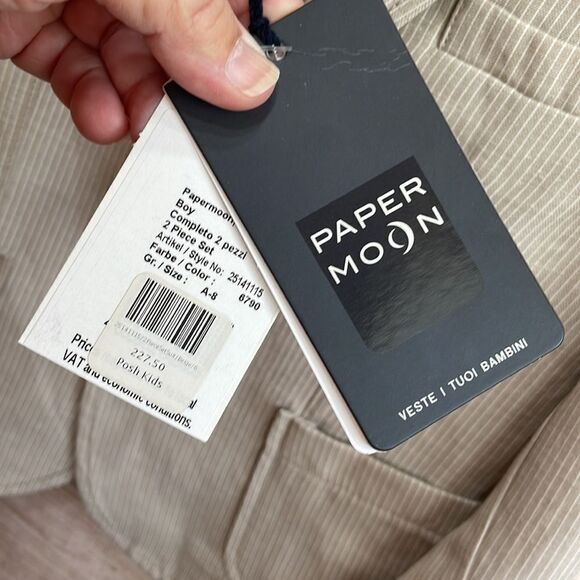 PAPER
MOON
VESTE I TUOI BAMBINI
Papermoon
Boy
Completo 2 pezzi
2 Piece Set
Artikel / Style No: 25141115
Farbe / Color : 6790
Gr. / Size : A-8
227.50
Posh Kids
VAT and economic conditions.